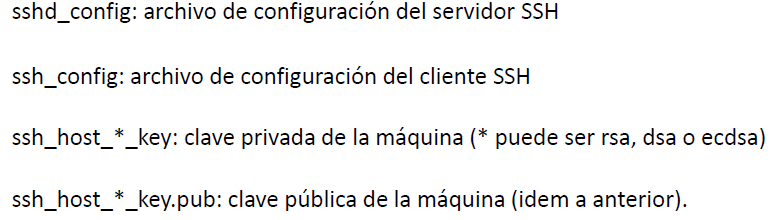 sshd_config: archivo de configuración del servidor SSH
ssh_config: archivo de configuración del cliente SSH
ssh_host_*_key: clave privada de la máquina (* puede ser rsa, dsa o ecdsa)
ssh_host_*_key.pub: clave pública de la máquina (idem a anterior).